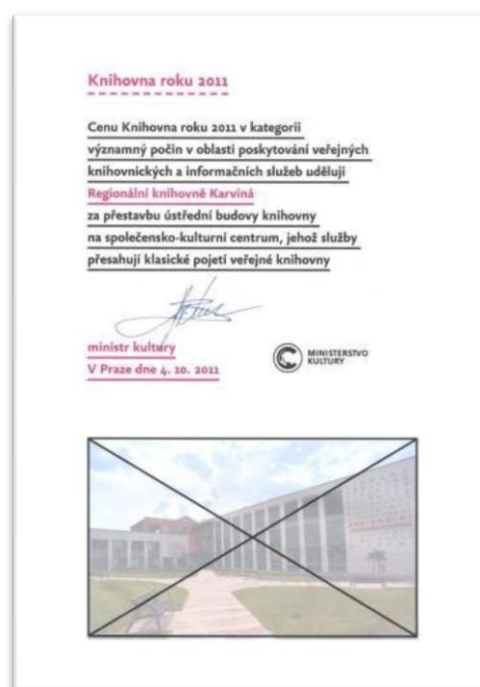 Knihovna roku 2011
Cenu Knihovna roku 2011 v kategorii
významný počin v oblasti poskytování veřejných
knihovnických a informačních služeb uděluji
Regionální knihovně Karviná
za přestavbu ústřední budovy knihovny
na společensko-kulturní centrum, jehož služby
přesahují klasické pojetí veřejné knihovny
ministr kultury
V Praze dne 4. 10. 2011
MINISTERSTVO
KULTURY